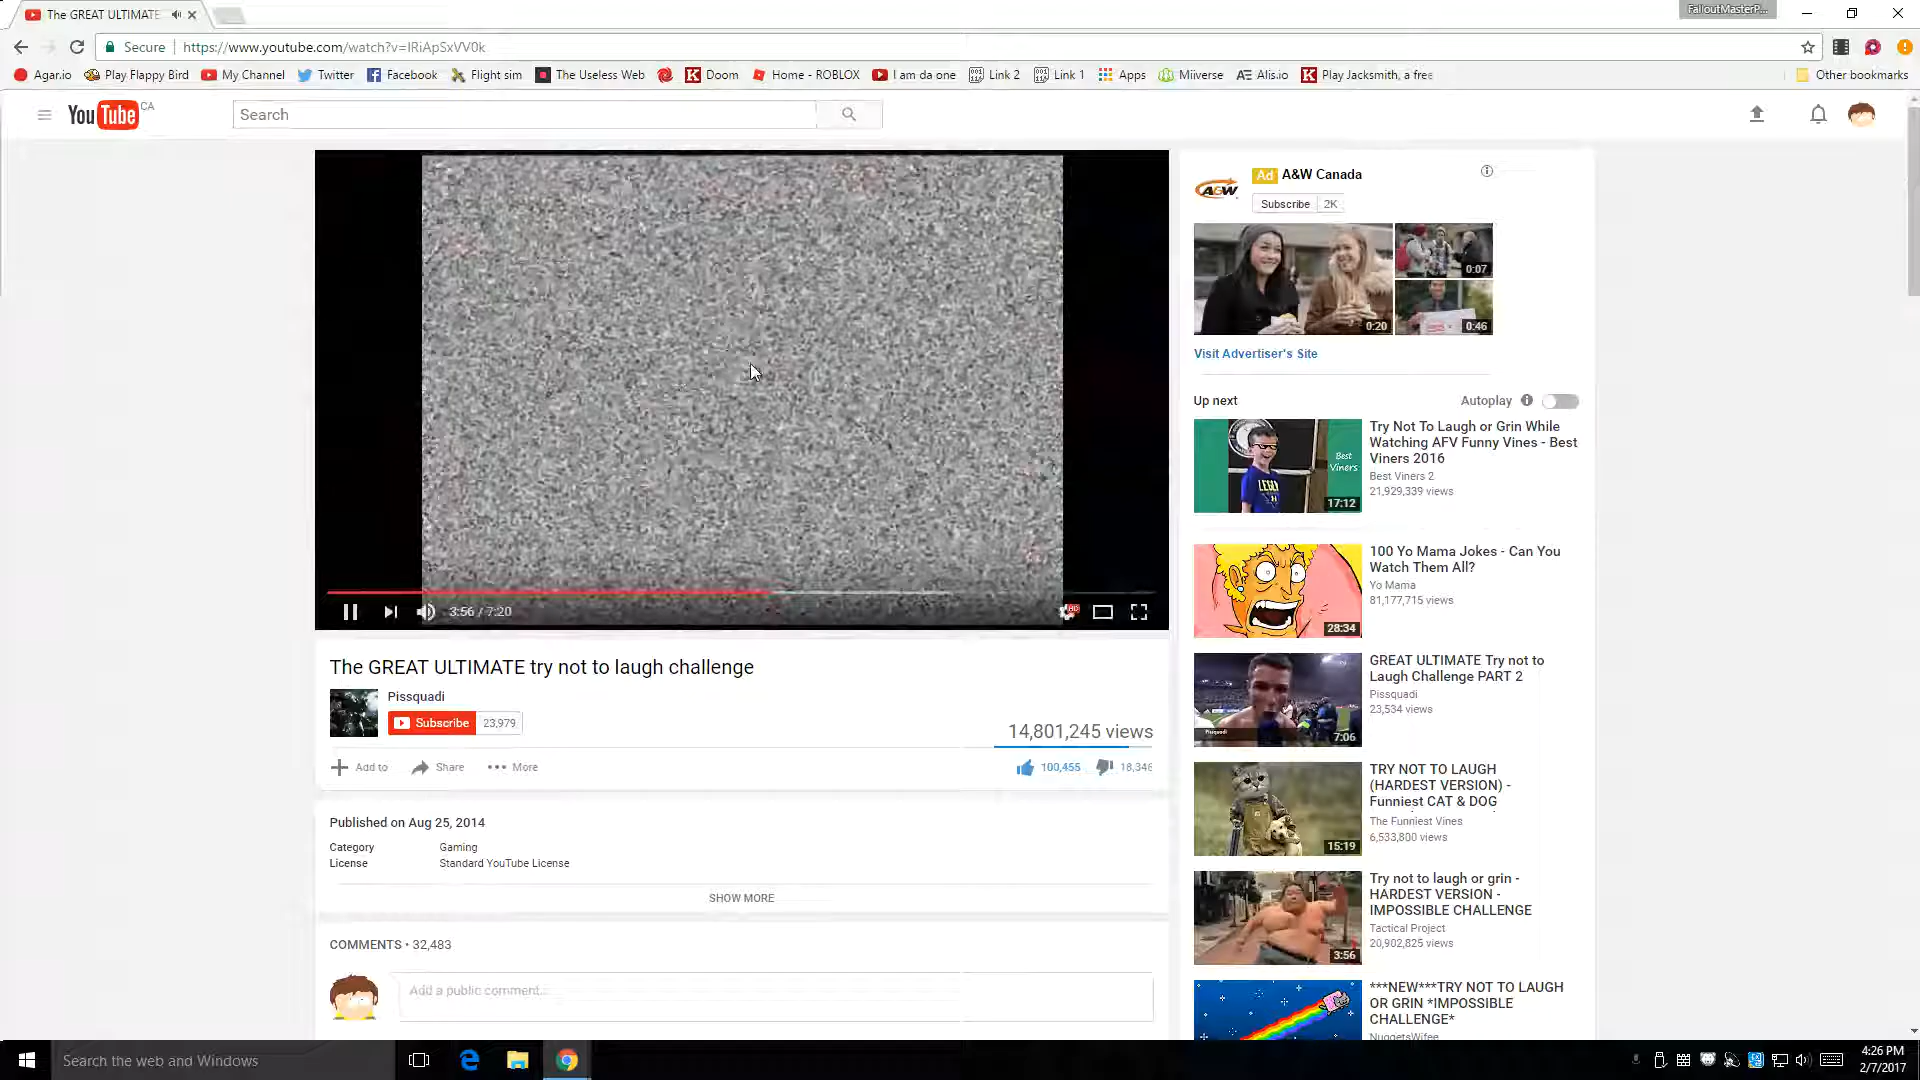 The GREAT ULTIMATE
FalloutMasterP...
Secure https://www.youtube.com/watch?v=IRiApSxVV0k
Agar.io Play Flappy Bird My Channel Twitter Facebook Flight sim The Useless Web Doom Home - ROBLOX I am da one Link 2 Link 1 Apps Miiverse Alis.io Play Jacksmith, a free Other bookmarks
YouTube CA
Search
3:56 / 7:20
HD
The GREAT ULTIMATE try not to laugh challenge
Pissquadi
Subscribe 23,979
14,801,245 views
Add to Share More
100,455 18,346
Published on Aug 25, 2014
Category Gaming
License Standard YouTube License
SHOW MORE
COMMENTS • 32,483
Add a public comment...
A&W
Ad A&W Canada
Subscribe 2K
0:20
0:07
0:46
Visit Advertiser's Site
Up next
Autoplay
Best
Viners
17:12
Try Not To Laugh or Grin While
Watching AFV Funny Vines - Best
Viners 2016
Best Viners 2
21,929,339 views
28:34
100 Yo Mama Jokes - Can You
Watch Them All?
Yo Mama
81,177,715 views
Pissquadi
7:06
GREAT ULTIMATE Try not to
Laugh Challenge PART 2
Pissquadi
23,534 views
15:19
TRY NOT TO LAUGH
(HARDEST VERSION) -
Funniest CAT & DOG
The Funniest Vines
6,533,800 views
3:56
Try not to laugh or grin -
HARDEST VERSION -
IMPOSSIBLE CHALLENGE
Tactical Project
20,902,825 views
***NEW***TRY NOT TO LAUGH
OR GRIN *IMPOSSIBLE
CHALLENGE*
NuggetsWifee
Search the web and Windows
4:26 PM
2/7/2017